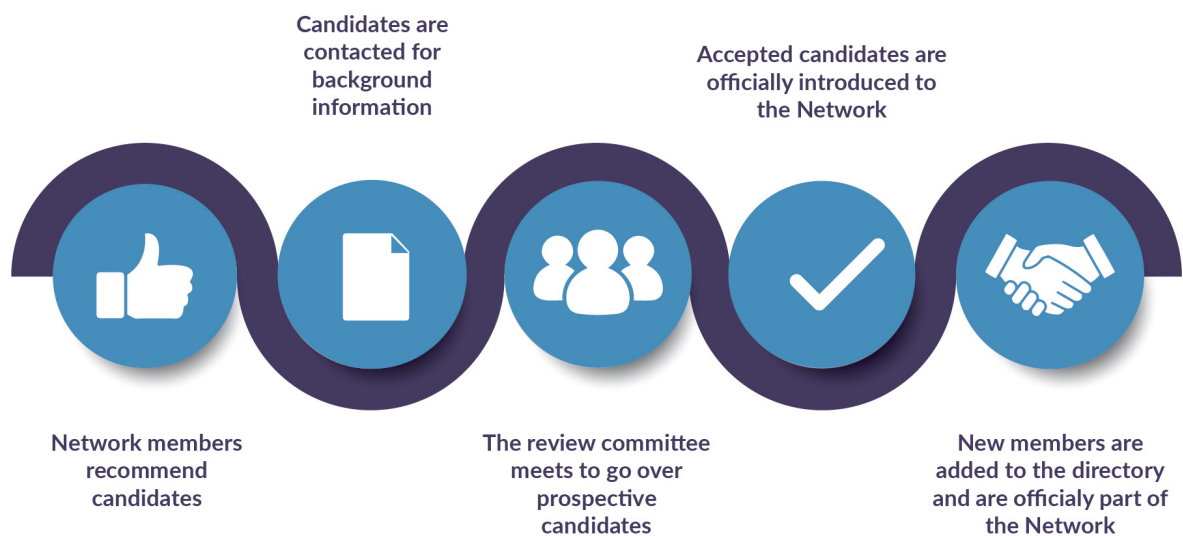 Network members
recommend
candidates
Candidates are
contacted for
background
information
The review committee
meets to go over
prospective
candidates
Accepted candidates are
officially introduced to
the Network
New members are
added to the directory
and are officialy part of
the Network